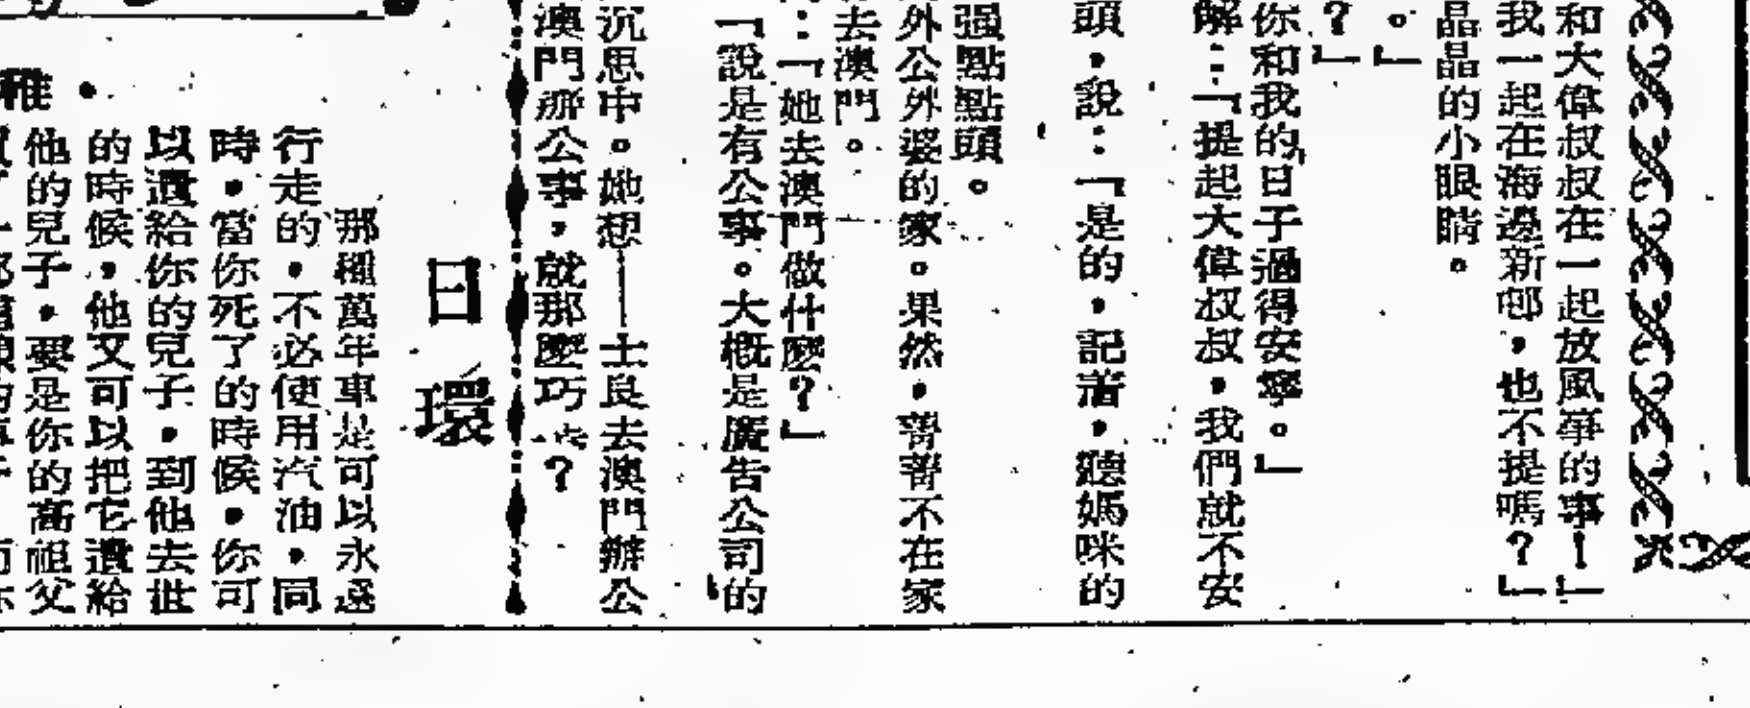 和大偉叔叔在一起放風箏的事！」
我一起在海邊新邨，也不提嗎？」
晶晶的小眼睛。
。」
？」
你和我的日子過得安寧。」
解：「提起大偉叔叔，我們就不安
頭，說：「是的，記着，聽媽咪的
强點點頭。
外公外婆的家。果然，菁菁不在家
去澳門。
：「她去澳門做什麼？」
「說是有公事。大概是廣告公司的
沉思中。她想——士良去澳門辦公
澳門辦公事，就那麼巧去？
日環
那種萬年車是可以永遠
行走的，不必使用汽油，同
時，當你死了的時候，你可
以遺給你的兒子，到他去世
的時候，他又可以把它遺給
他的兒子，要是你的高祖父
雅·